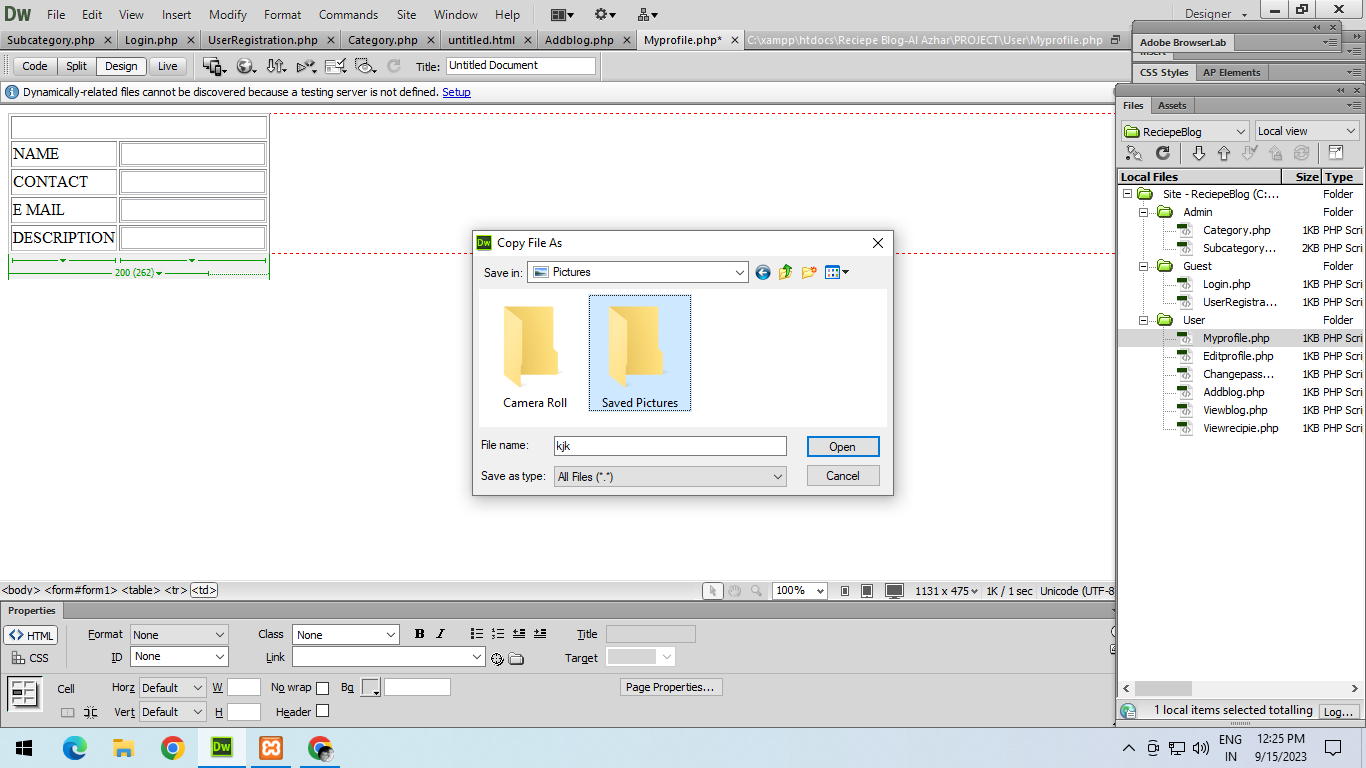 Dw File Edit View Insert Modify Format Commands Site Window Help Designer
Subcategory.php Login.php UserRegistration.php Category.php untitled.html Addblog.php Myprofile.php* C:\xampp\htdocs\Reciepe Blog-Al Azhar\PROJECT\User\Myprofile.php
Adobe BrowserLab
Code Split Design Live Title: Untitled Document
CSS Styles AP Elements
Dynamically-related files cannot be discovered because a testing server is not defined. Setup
Files Assets
ReciepeBlog Local view
Local Files Size Type
Site - ReciepeBlog (C:... Folder
Admin Folder
Category.php 1KB PHP Scri
Subcategory... 2KB PHP Scri
Guest Folder
Login.php 1KB PHP Scri
UserRegistra... 1KB PHP Scri
User Folder
Myprofile.php 1KB PHP Scri
Editprofile.php 1KB PHP Scri
Changepass... 1KB PHP Scri
Addblog.php 1KB PHP Scri
Viewblog.php 1KB PHP Scri
Viewrecipie.php 1KB PHP Scri
NAME
CONTACT
E MAIL
DESCRIPTION
200 (262)
Dw Copy File As
Save in: Pictures
Camera Roll Saved Pictures
File name: kjk Open
Save as type: All Files (*.*) Cancel
<body> <form#form1> <table> <tr> <td> 100% 1131 x 475 1K / 1 sec Unicode (UTF-8
Properties
<> HTML Format None Class None B I Title
CSS ID None Link Target
Cell Horz Default W No wrap Bg Page Properties...
Vert Default H Header
1 local items selected totalling Log...
Dw
ENG 12:25 PM
IN 9/15/2023